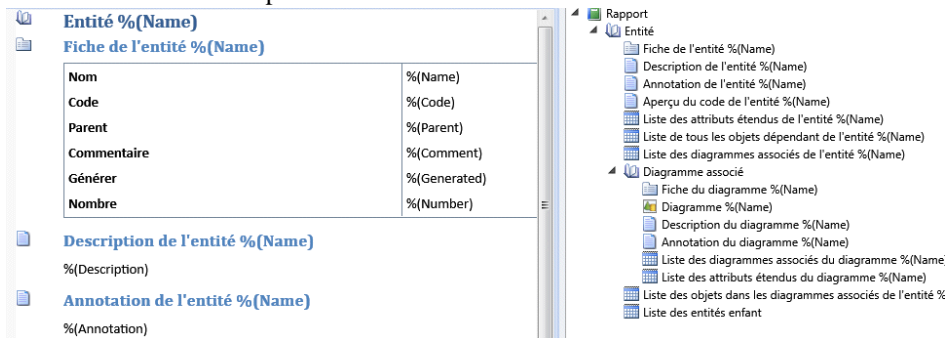 Entité %(Name)
Fiche de l'entité %(Name)
Nom %(Name)
Code %(Code)
Parent %(Parent)
Commentaire %(Comment)
Générer %(Generated)
Nombre %(Number)
Description de l'entité %(Name)
%(Description)
Annotation de l'entité %(Name)
%(Annotation)
Rapport
Entité
Fiche de l'entité %(Name)
Description de l'entité %(Name)
Annotation de l'entité %(Name)
Aperçu du code de l'entité %(Name)
Liste des attributs étendus de l'entité %(Name)
Liste de tous les objets dépendant de l'entité %(Name)
Liste des diagrammes associés de l'entité %(Name)
Diagramme associé
Fiche du diagramme %(Name)
Diagramme %(Name)
Description du diagramme %(Name)
Annotation du diagramme %(Name)
Liste des diagrammes associés du diagramme %(Name)
Liste des attributs étendus du diagramme %(Name)
Liste des objets dans les diagrammes associés de l'entité %
Liste des entités enfant